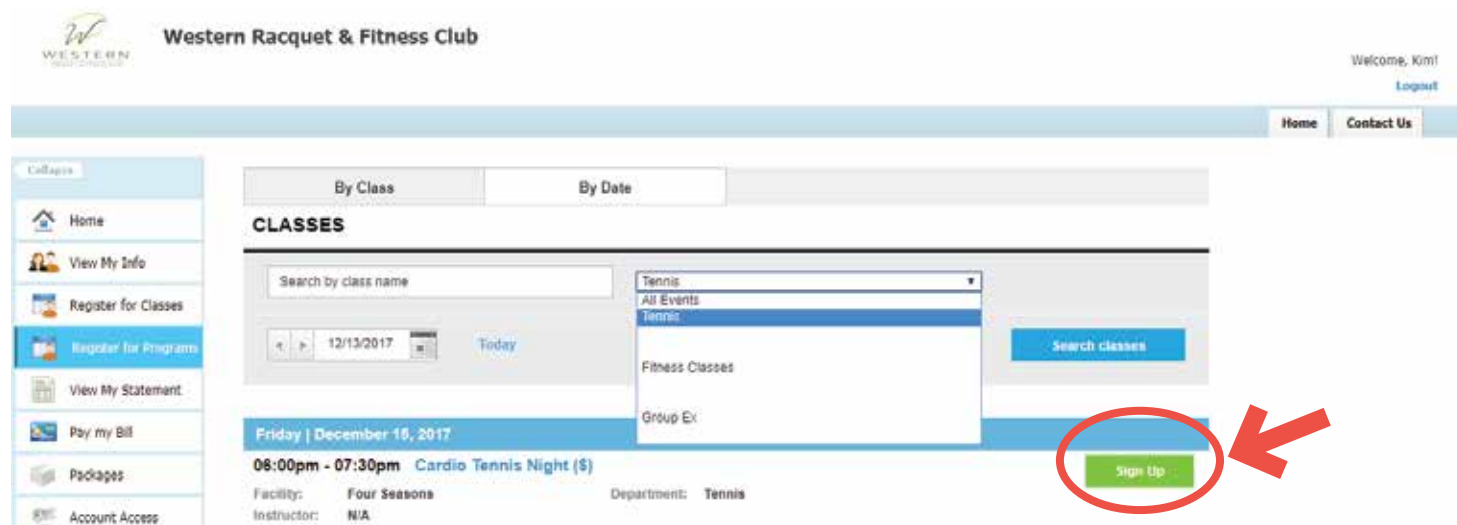 W
WESTERN
Western Racquet & Fitness Club
Welcome, Kim!
Logout
Home
Contact Us
Collapse
Home
View My Info
Register for Classes
Register for Programs
View My Statement
Pay my Bill
Packages
Account Access
By Class
By Date
CLASSES
Search by class name
Tennis
All Events
Tennis
Fitness Classes
Group Ex
12/13/2017
Today
Search classes
Friday | December 15, 2017
06:00pm - 07:30pm Cardio Tennis Night ($)
Sign Up
Facility: Four Seasons
Department: Tennis
Instructor: N/A